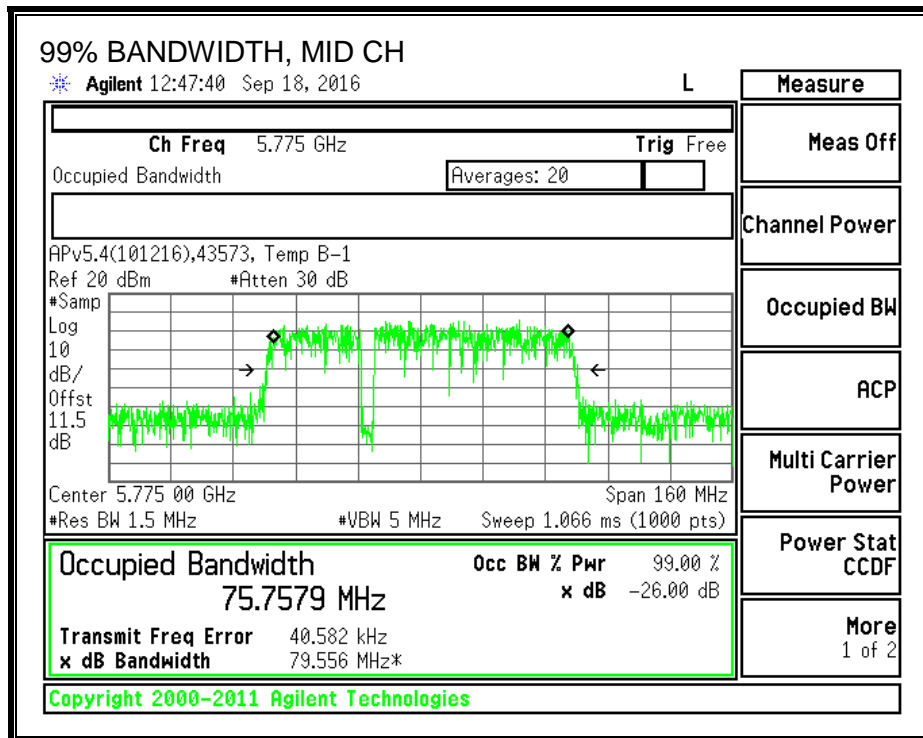 99% BANDWIDTH, MID CH
Agilent 12:47:40 Sep 18, 2016 L
Ch Freq 5.775 GHz Trig Free
Occupied Bandwidth Averages: 20
APv5.4(101216),43573, Temp B-1
Ref 20 dBm #Atten 30 dB
#Samp
Log
10
dB/
Offst
11.5
dB
Center 5.775 00 GHz Span 160 MHz
#Res BW 1.5 MHz #VBW 5 MHz Sweep 1.066 ms (1000 pts)
Occupied Bandwidth Occ BW % Pwr 99.00 %
75.7579 MHz x dB -26.00 dB
Transmit Freq Error 40.582 kHz
x dB Bandwidth 79.556 MHz*
Copyright 2000-2011 Agilent Technologies
Measure
Meas Off
Channel Power
Occupied BW
ACP
Multi Carrier
Power
Power Stat
CCDF
More
1 of 2